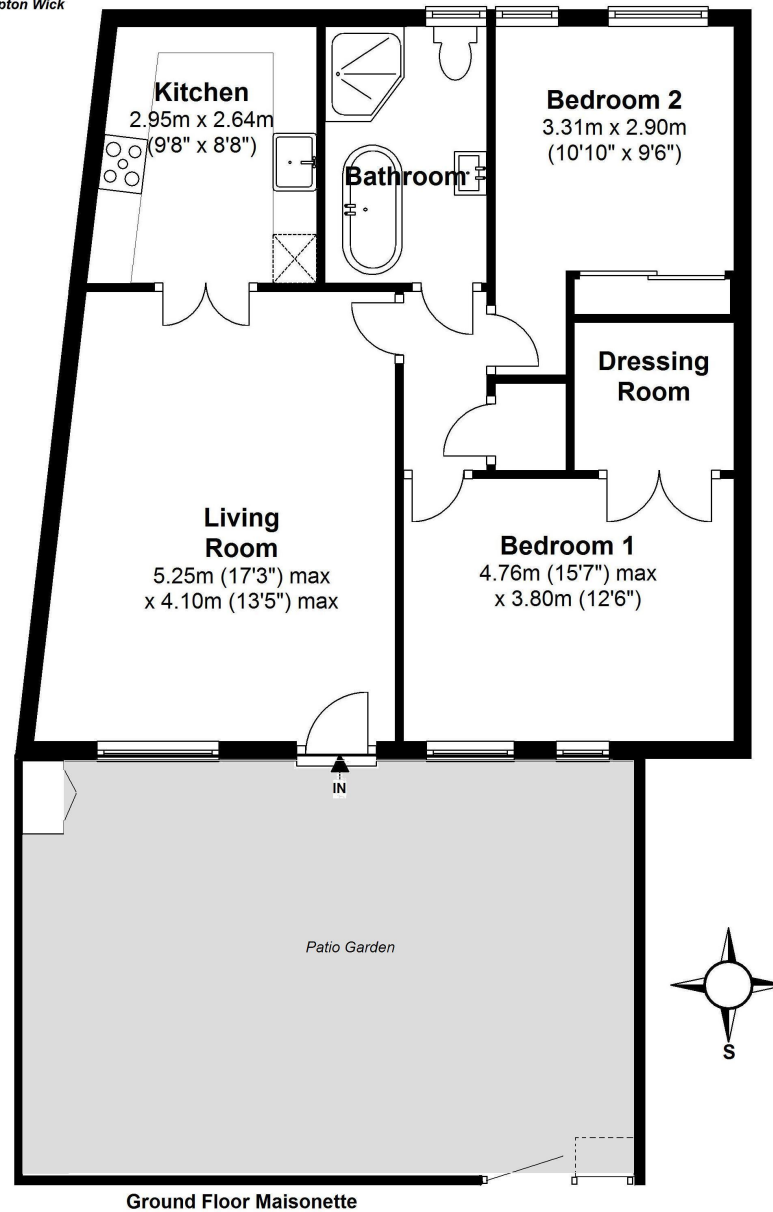 Kitchen
2.95m x 2.64m
(9'8" x 8'8")
Bathroom
Bedroom 2
3.31m x 2.90m
(10'10" x 9'6")
Dressing
Room
Living
Room
5.25m (17'3") max
x 4.10m (13'5") max
Bedroom 1
4.76m (15'7") max
x 3.80m (12'6")
IN
Patio Garden
S
Ground Floor Maisonette
Wick